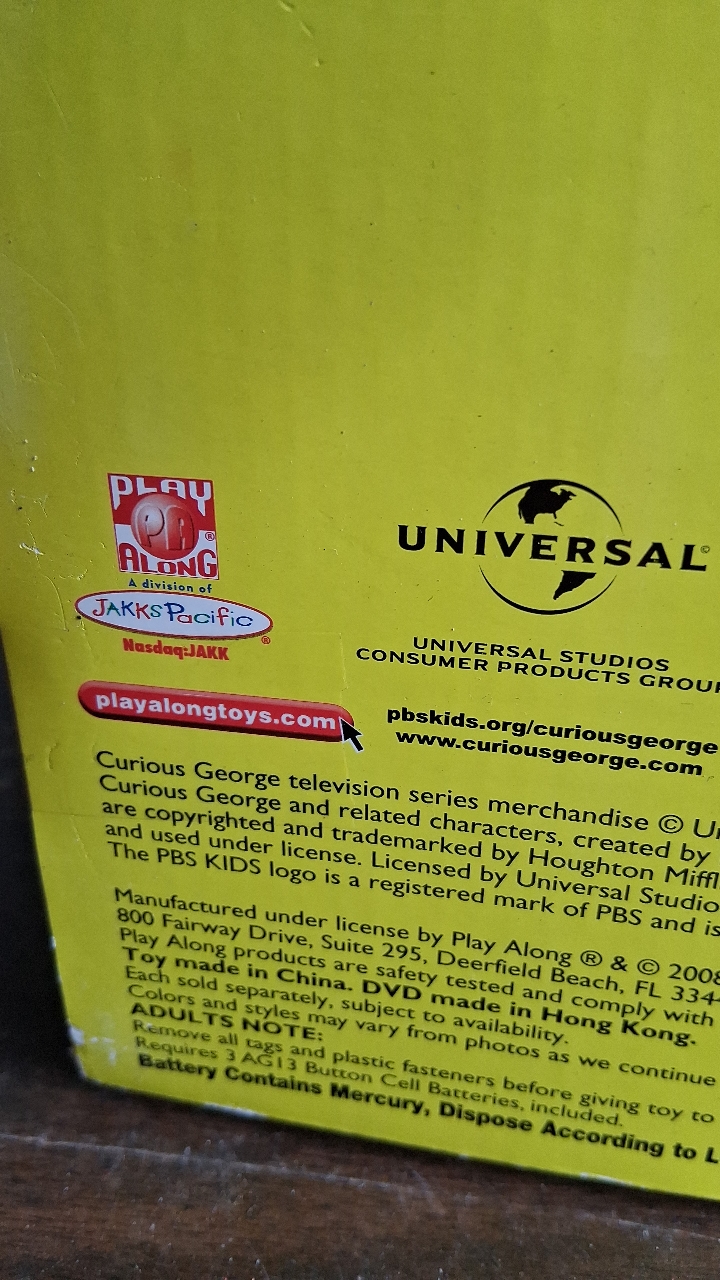 PLAY
PA
ALONG®
A division of
JAKKS Pacific®
Nasdaq:JAKK
playalongtoys.com
UNIVERSAL©
UNIVERSAL STUDIOS
CONSUMER PRODUCTS GROUP
pbskids.org/curiousgeorge
www.curiousgeorge.com
Curious George television series merchandise ©
Curious George and related characters, created by
are copyrighted and trademarked by Houghton
and used under license. Licensed by Universal
The PBS KIDS logo is a registered mark of PBS and
Manufactured under license by Play Along ® & © 2008
800 Fairway Drive, Suite 295, Deerfield Beach, FL
Play Along products are safety tested and comply with
Toy made in China. DVD made in Hong Kong.
Each sold separately, subject to availability.
Colors and styles may vary from photos as we continue
ADULTS NOTE:
Remove all tags and plastic fasteners before giving toy to
Requires 3 AG13 Button Cell Batteries, included.
Battery Contains Mercury, Dispose According to